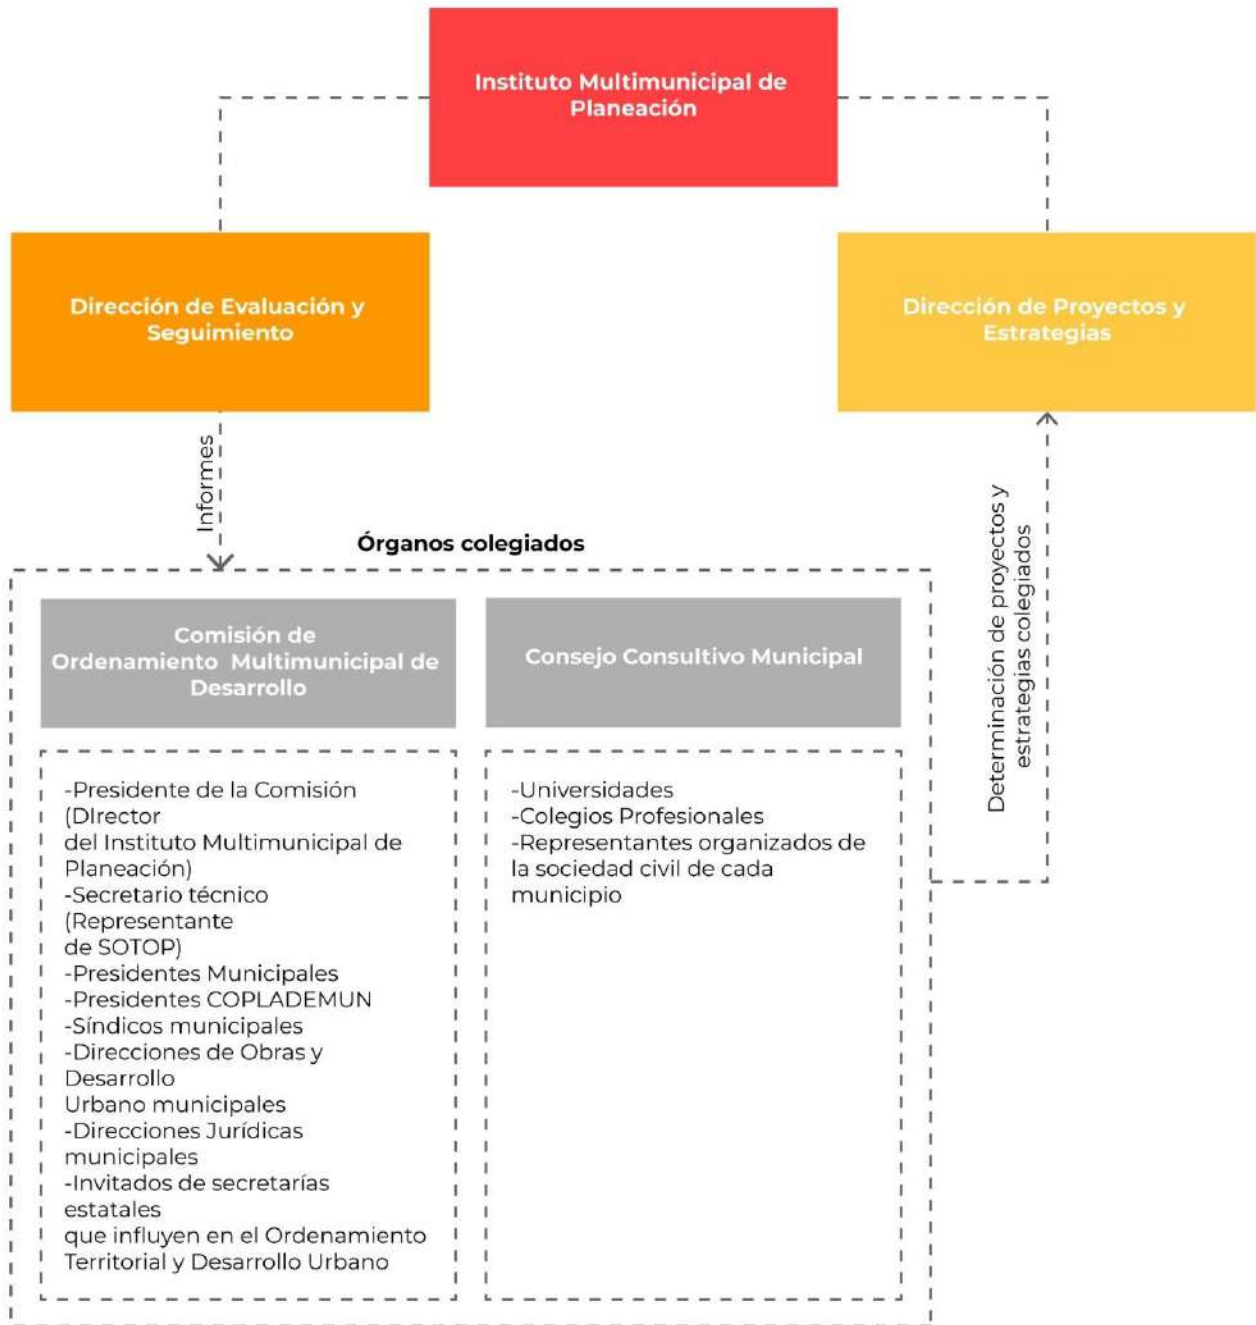 Instituto Multimunicipal de
Planeación
Dirección de Evaluación y
Seguimiento
Dirección de Proyectos y
Estrategias
Informes
Determinación de proyectos y
estrategias colegiados
Órganos colegiados
Comisión de
Ordenamiento Multimunicipal de
Desarrollo
-Presidente de la Comisión
(DIrector
del Instituto Multimunicipal de
Planeación)
-Secretario técnico
(Representante
de SOTOP)
-Presidentes Municipales
-Presidentes COPLADEMUN
-Síndicos municipales
-Direcciones de Obras y
Desarrollo
Urbano municipales
-Direcciones Jurídicas
municipales
-Invitados de secretarías
estatales
que influyen en el Ordenamiento
Territorial y Desarrollo Urbano
Consejo Consultivo Municipal
-Universidades
-Colegios Profesionales
-Representantes organizados de
la sociedad civil de cada
municipio